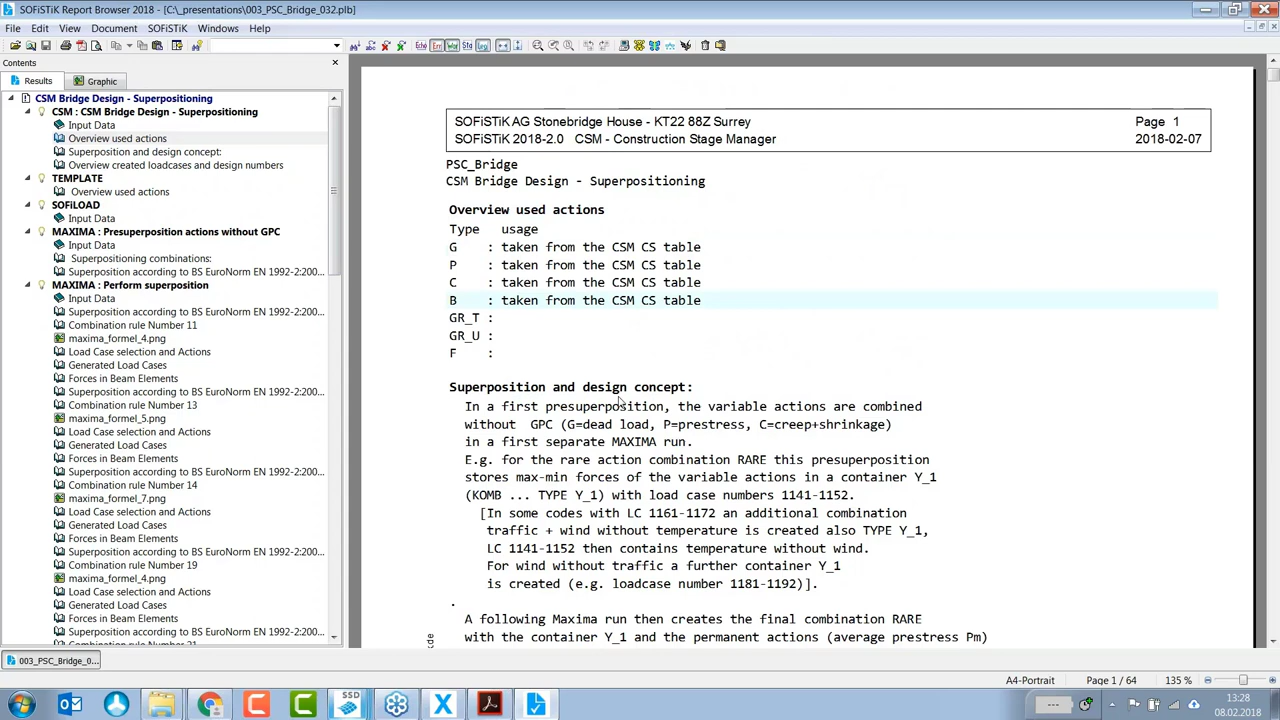 SOFiSTiK Report Browser 2018 - [C:\_presentations\003_PSC_Bridge_032.plb]
File Edit View Document SOFiSTiK Windows Help
Contents
Results Graphic
CSM Bridge Design - Superpositioning
CSM : CSM Bridge Design - Superpositioning
Input Data
Overview used actions
Superposition and design concept:
Overview created loadcases and design numbers
TEMPLATE
Overview used actions
SOFiLOAD
Input Data
MAXIMA : Presuperposition actions without GPC
Input Data
Superpositioning combinations:
Superposition according to BS EuroNorm EN 1992-2:200...
MAXIMA : Perform superposition
Input Data
Superposition according to BS EuroNorm EN 1992-2:200...
Combination rule Number 11
maxima_formel_4.png
Load Case selection and Actions
Generated Load Cases
Forces in Beam Elements
Superposition according to BS EuroNorm EN 1992-2:200...
Combination rule Number 13
maxima_formel_5.png
Load Case selection and Actions
Generated Load Cases
Forces in Beam Elements
Superposition according to BS EuroNorm EN 1992-2:200...
Combination rule Number 14
maxima_formel_7.png
Load Case selection and Actions
Generated Load Cases
Forces in Beam Elements
Superposition according to BS EuroNorm EN 1992-2:200...
Combination rule Number 19
maxima_formel_4.png
Load Case selection and Actions
Generated Load Cases
Forces in Beam Elements
Superposition according to BS EuroNorm EN 1992-2:200...
003_PSC_Bridge_0...
SOFiSTiK AG Stonebridge House - KT22 88Z Surrey Page 1
SOFiSTiK 2018-2.0 CSM - Construction Stage Manager 2018-02-07
PSC_Bridge
CSM Bridge Design - Superpositioning
Overview used actions
Type usage
G : taken from the CSM CS table
P : taken from the CSM CS table
C : taken from the CSM CS table
B : taken from the CSM CS table
GR_T :
GR_U :
F :
Superposition and design concept:
In a first presuperposition, the variable actions are combined
without GPC (G=dead load, P=prestress, C=creep+shrinkage)
in a first separate MAXIMA run.
E.g. for the rare action combination RARE this presuperposition
stores max-min forces of the variable actions in a container Y_1
(KOMB ... TYPE Y_1) with load case numbers 1141-1152.
[In some codes with LC 1161-1172 an additional combination
traffic + wind without temperature is created also TYPE Y_1,
LC 1141-1152 then contains temperature without wind.
For wind without traffic a further container Y_1
is created (e.g. loadcase number 1181-1192)].
.
A following Maxima run then creates the final combination RARE
with the container Y_1 and the permanent actions (average prestress Pm)
A4-Portrait Page 1 / 64 135 %
SSD
13:28
08.02.2018